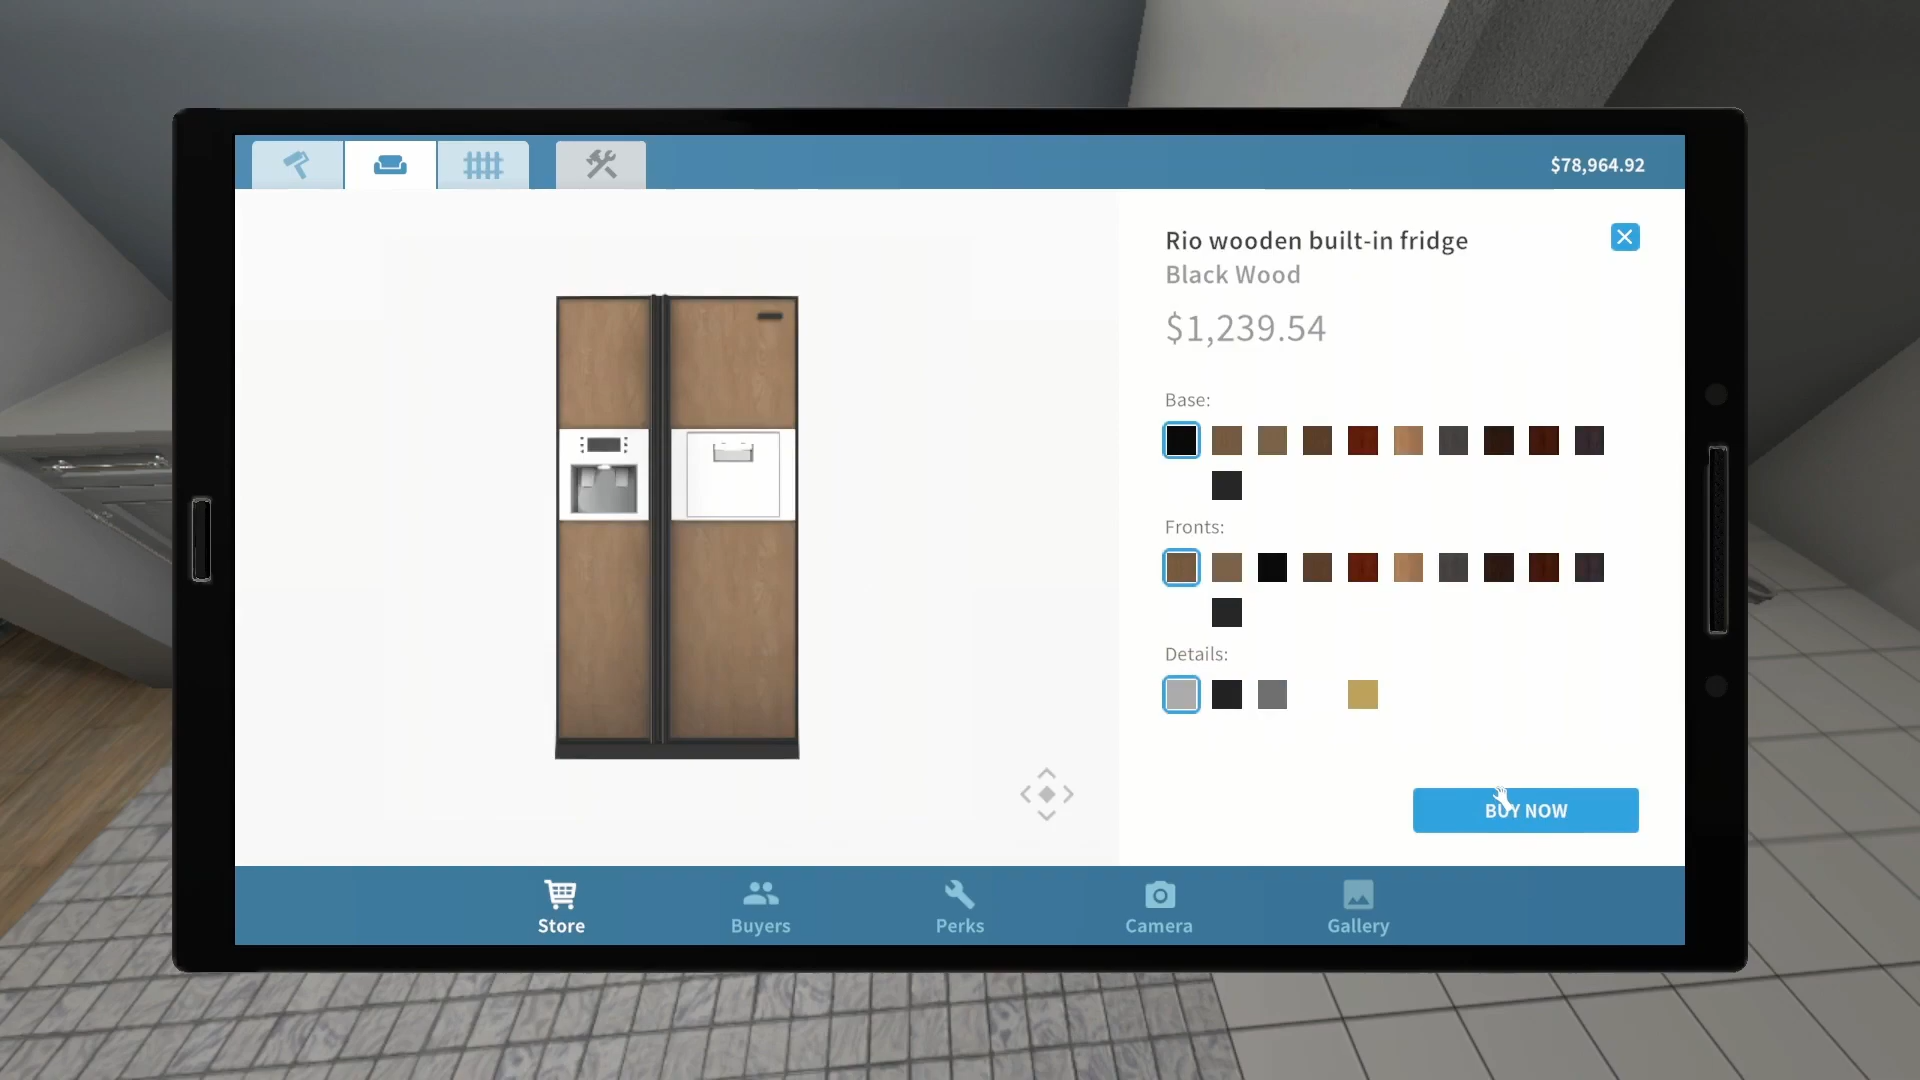 $78,964.92
Rio wooden built-in fridge
Black Wood
$1,239.54
Base:
Fronts:
Details:
BUY NOW
Store
Buyers
Perks
Camera
Gallery